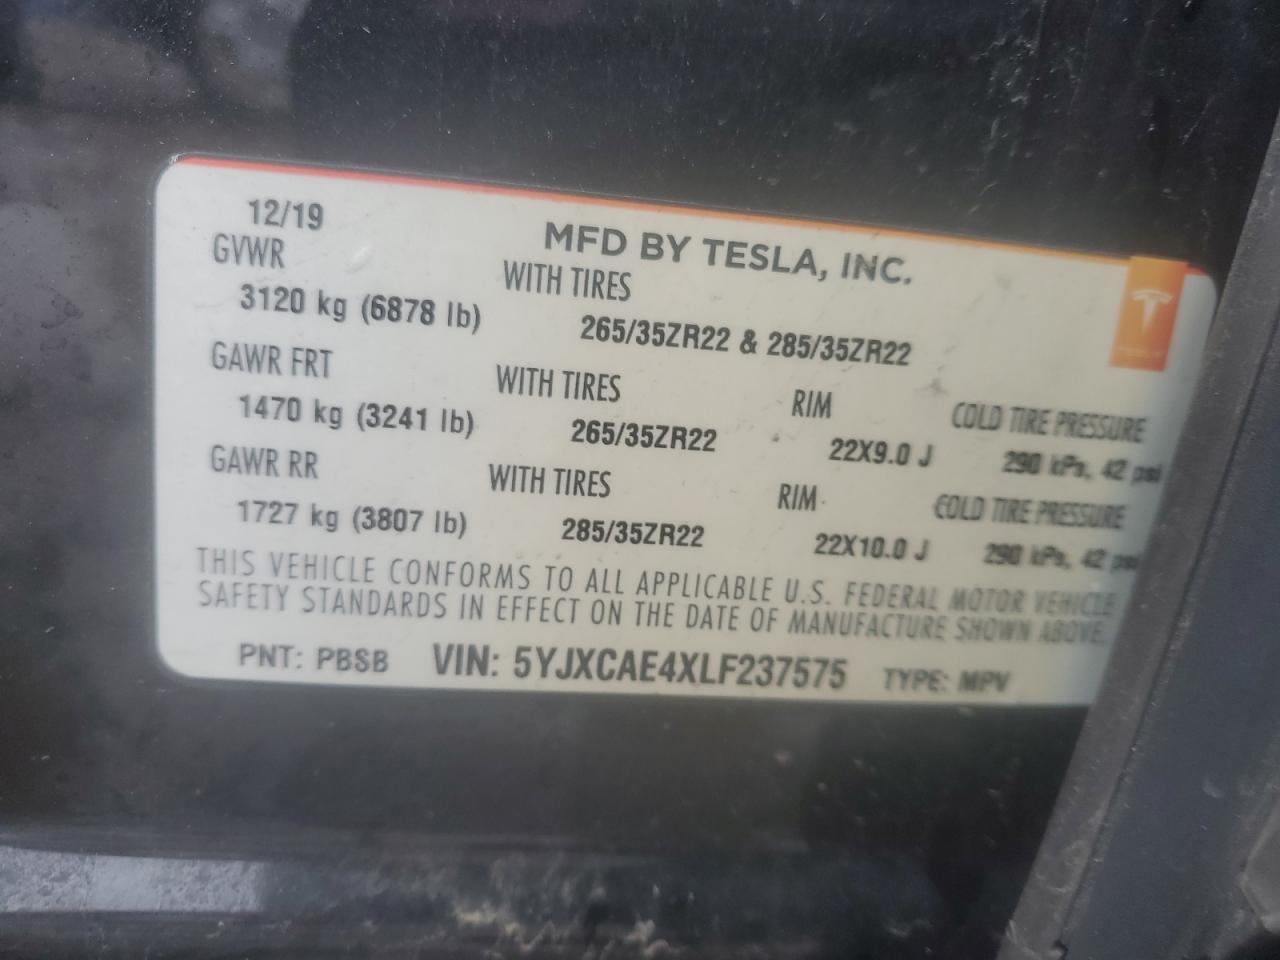 12/19 MFD BY TESLA, INC.
GVWR WITH TIRES
3120 kg (6878 lb) 265/35ZR22 & 285/35ZR22
GAWR FRT WITH TIRES RIM COLD TIRE PRESSURE
1470 kg (3241 lb) 265/35ZR22 22X9.0 J 290 kPa, 42 psi
GAWR RR WITH TIRES RIM COLD TIRE PRESSURE
1727 kg (3807 lb) 285/35ZR22 22X10.0 J 290 kPa, 42 psi
THIS VEHICLE CONFORMS TO ALL APPLICABLE U.S. FEDERAL MOTOR VEHICLE
SAFETY STANDARDS IN EFFECT ON THE DATE OF MANUFACTURE SHOWN ABOVE.
PNT: PBSB VIN: 5YJXCAE4XLF237575 TYPE: MPV
TESLA